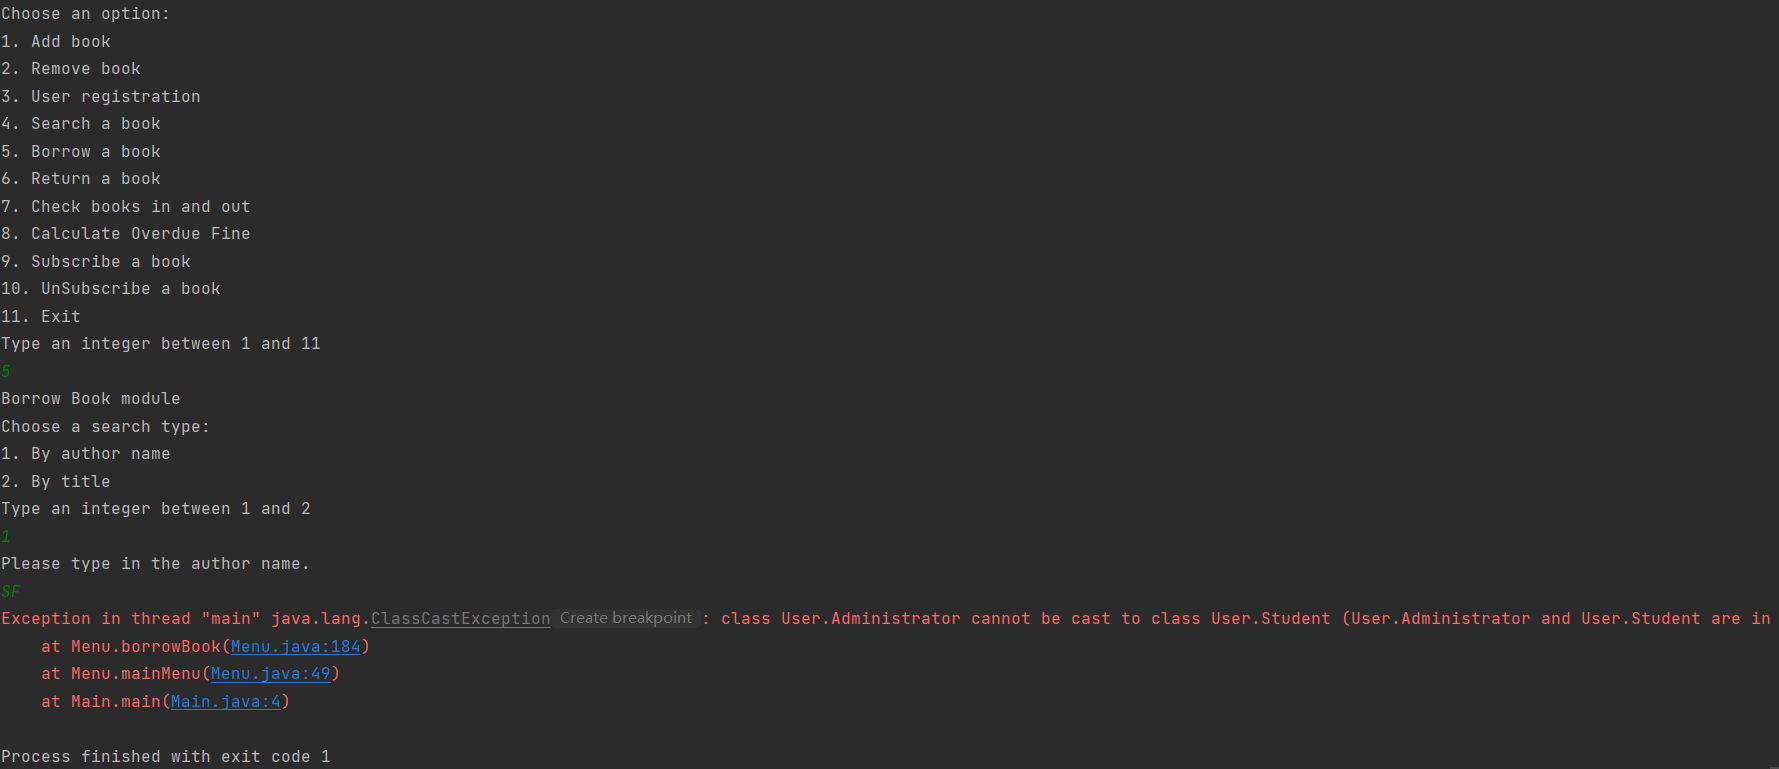 Choose an option:
1. Add book
2. Remove book
3. User registration
4. Search a book
5. Borrow a book
6. Return a book
7. Check books in and out
8. Calculate Overdue Fine
9. Subscribe a book
10. UnSubscribe a book
11. Exit
Type an integer between 1 and 11
5
Borrow Book module
Choose a search type:
1. By author name
2. By title
Type an integer between 1 and 2
1
Please type in the author name.
SF
Exception in thread "main" java.lang.ClassCastException Create breakpoint : class User.Administrator cannot be cast to class User.Student (User.Administrator and User.Student are in
at Menu.borrowBook(Menu.java:184)
at Menu.mainMenu(Menu.java:49)
at Main.main(Main.java:4)
Process finished with exit code 1